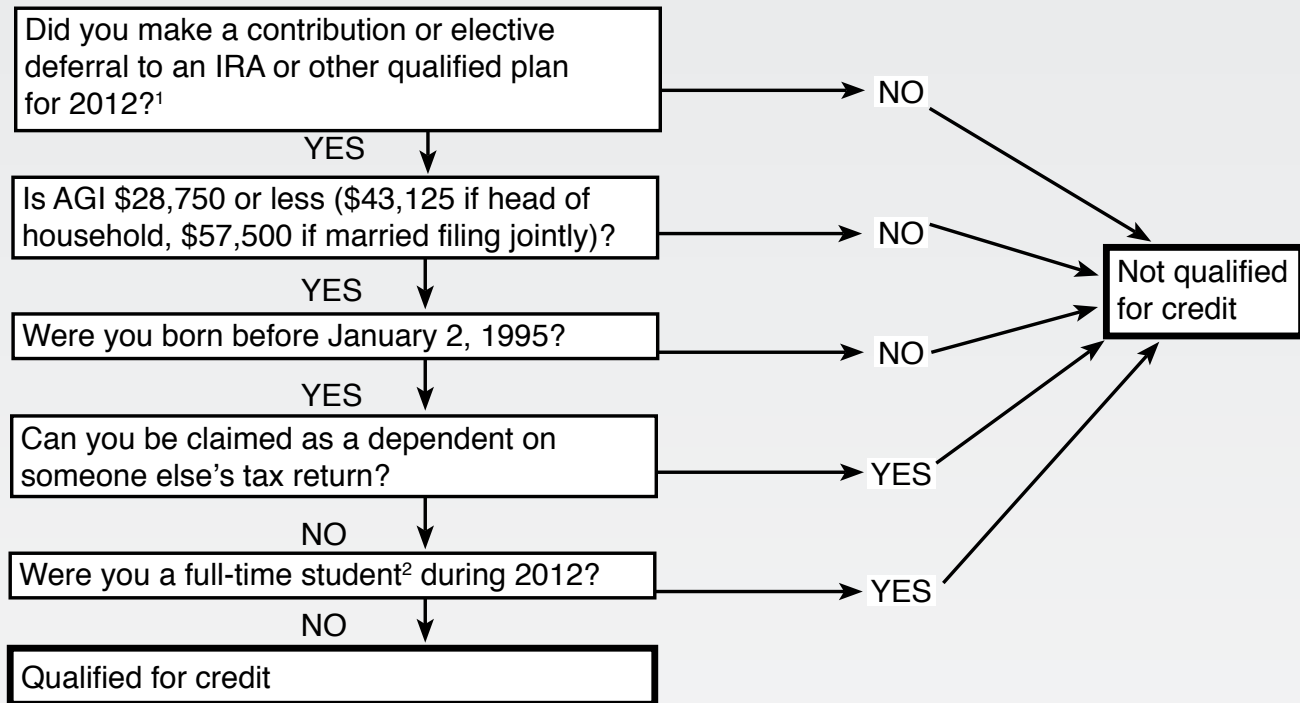 Did you make a contribution or elective
deferral to an IRA or other qualified plan
for 2012?¹
NO
YES
Is AGI $28,750 or less ($43,125 if head of
household, $57,500 if married filing jointly)?
NO
Not qualified
for credit
YES
Were you born before January 2, 1995?
NO
YES
Can you be claimed as a dependent on
someone else’s tax return?
YES
NO
Were you a full-time student² during 2012?
YES
NO
Qualified for credit